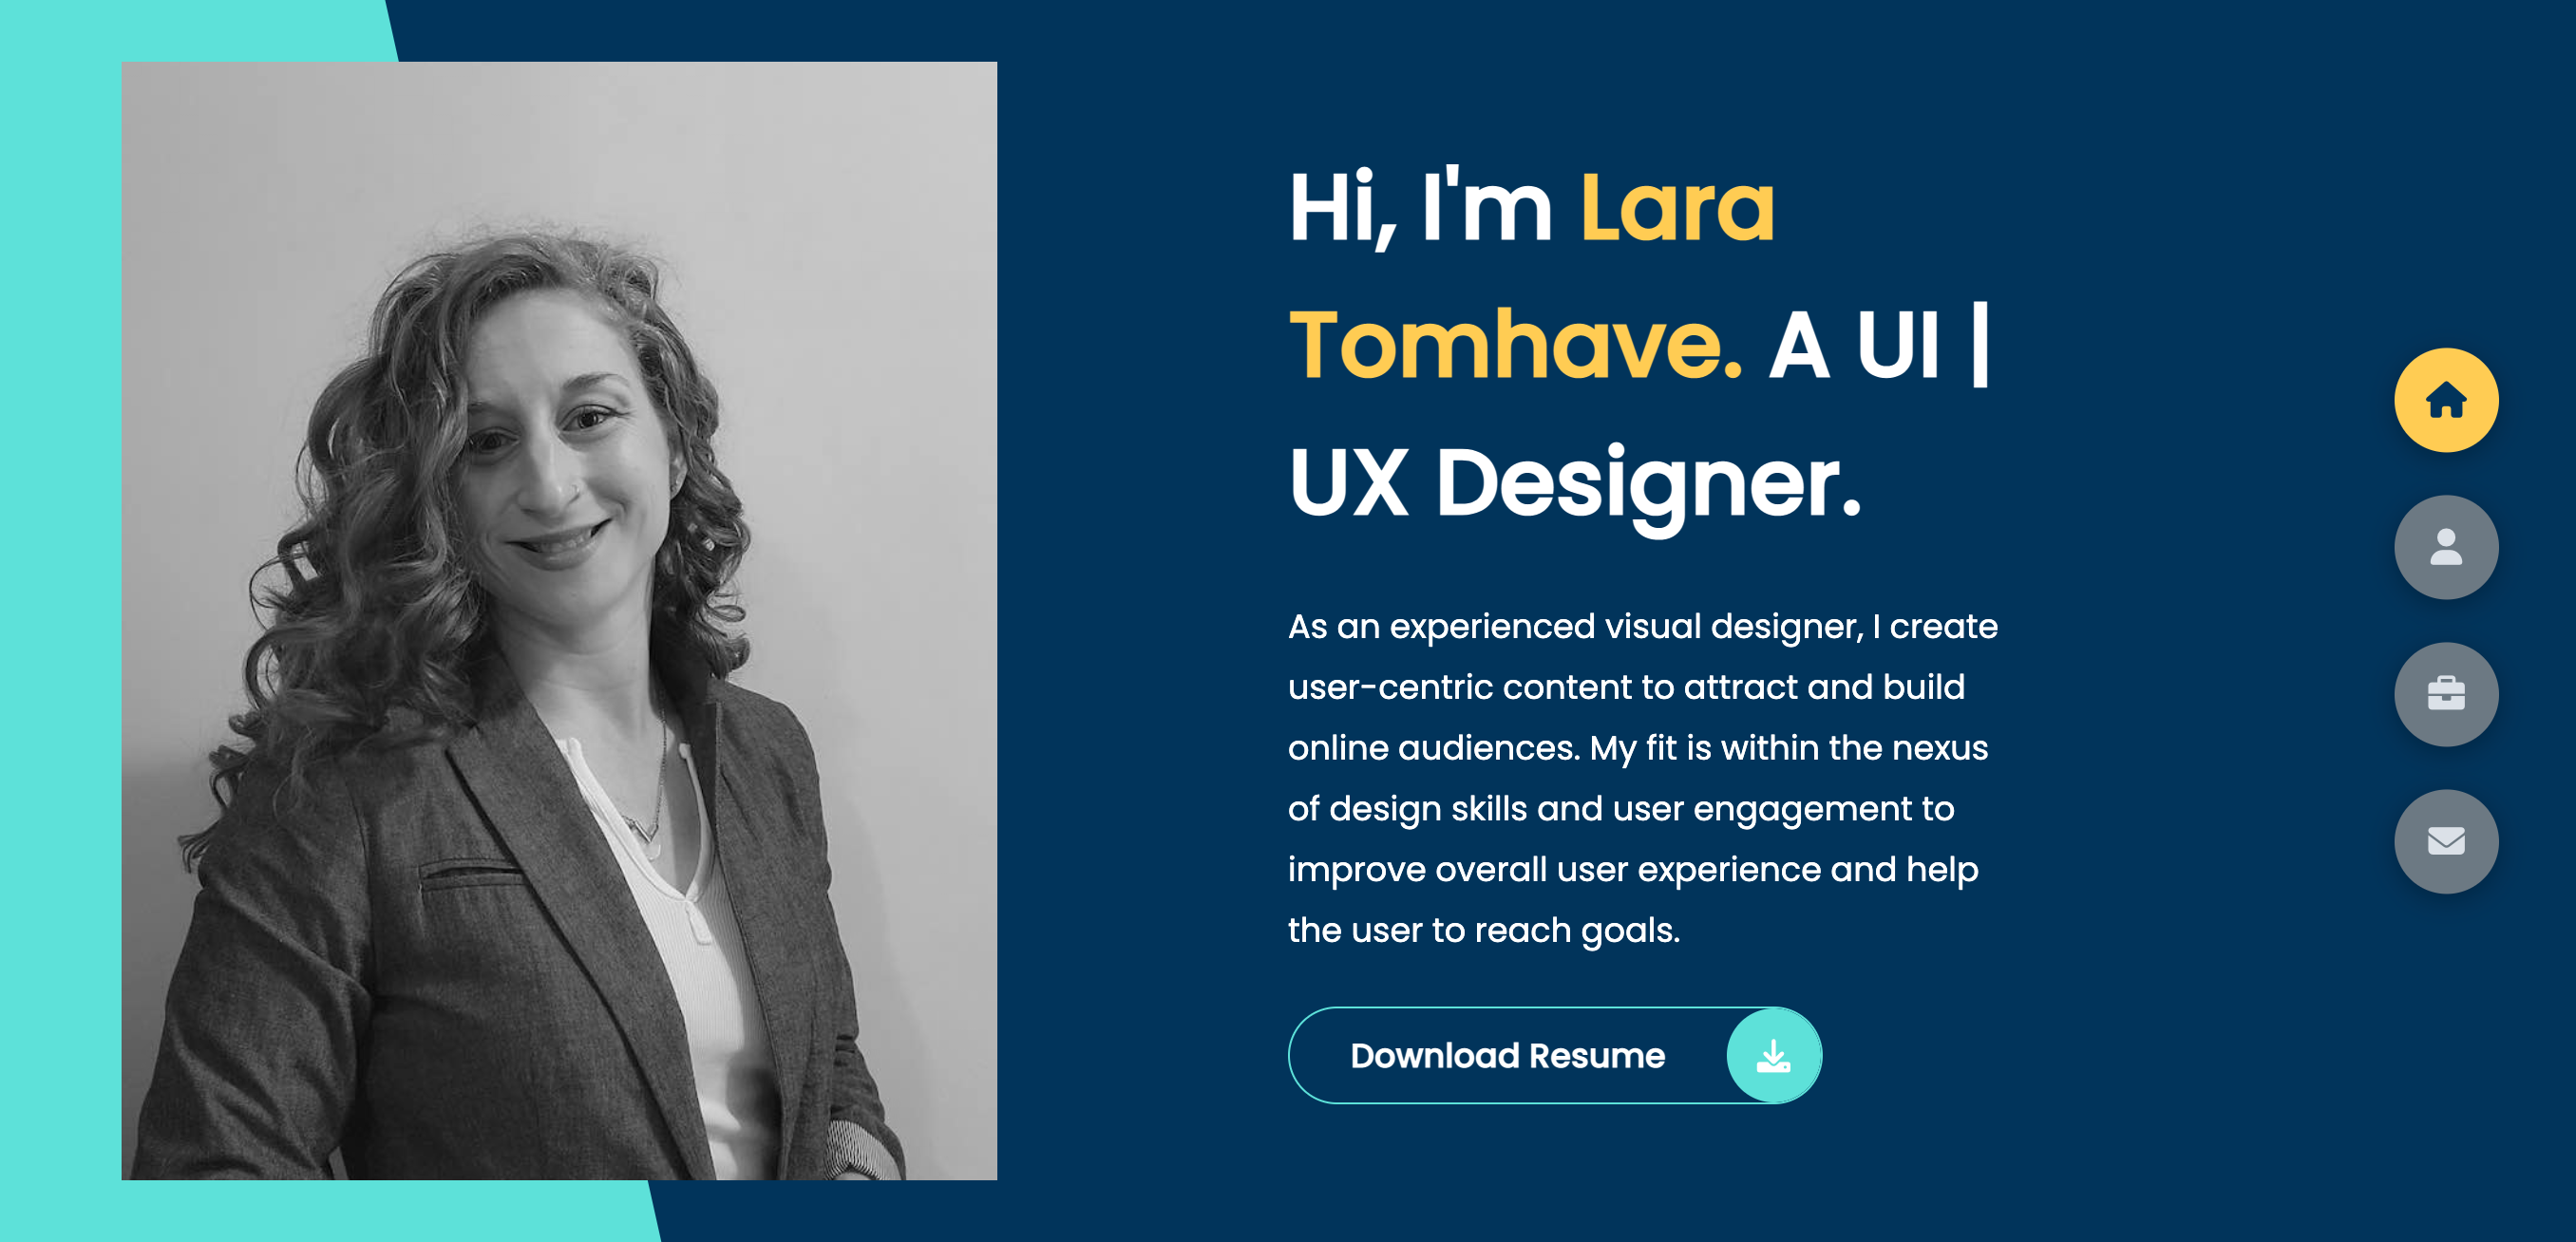 Hi, I'm Lara
Tomhave. A UI |
UX Designer.
As an experienced visual designer, I create
user-centric content to attract and build
online audiences. My fit is within the nexus
of design skills and user engagement to
improve overall user experience and help
the user to reach goals.
Download Resume